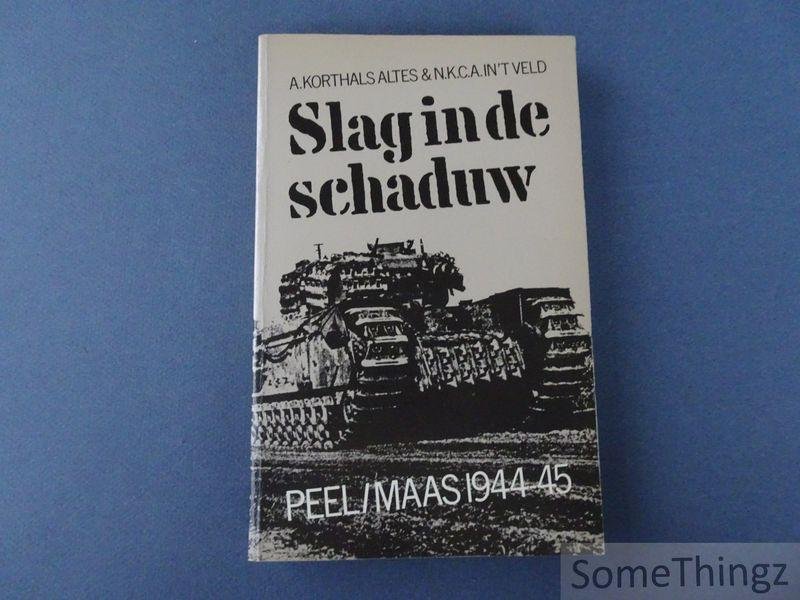 A.KORTHALS ALTES & N.K.C.A.IN'T VELD
Slag in de
schaduw
PEEL/MAAS 1944-45
SomeThingz